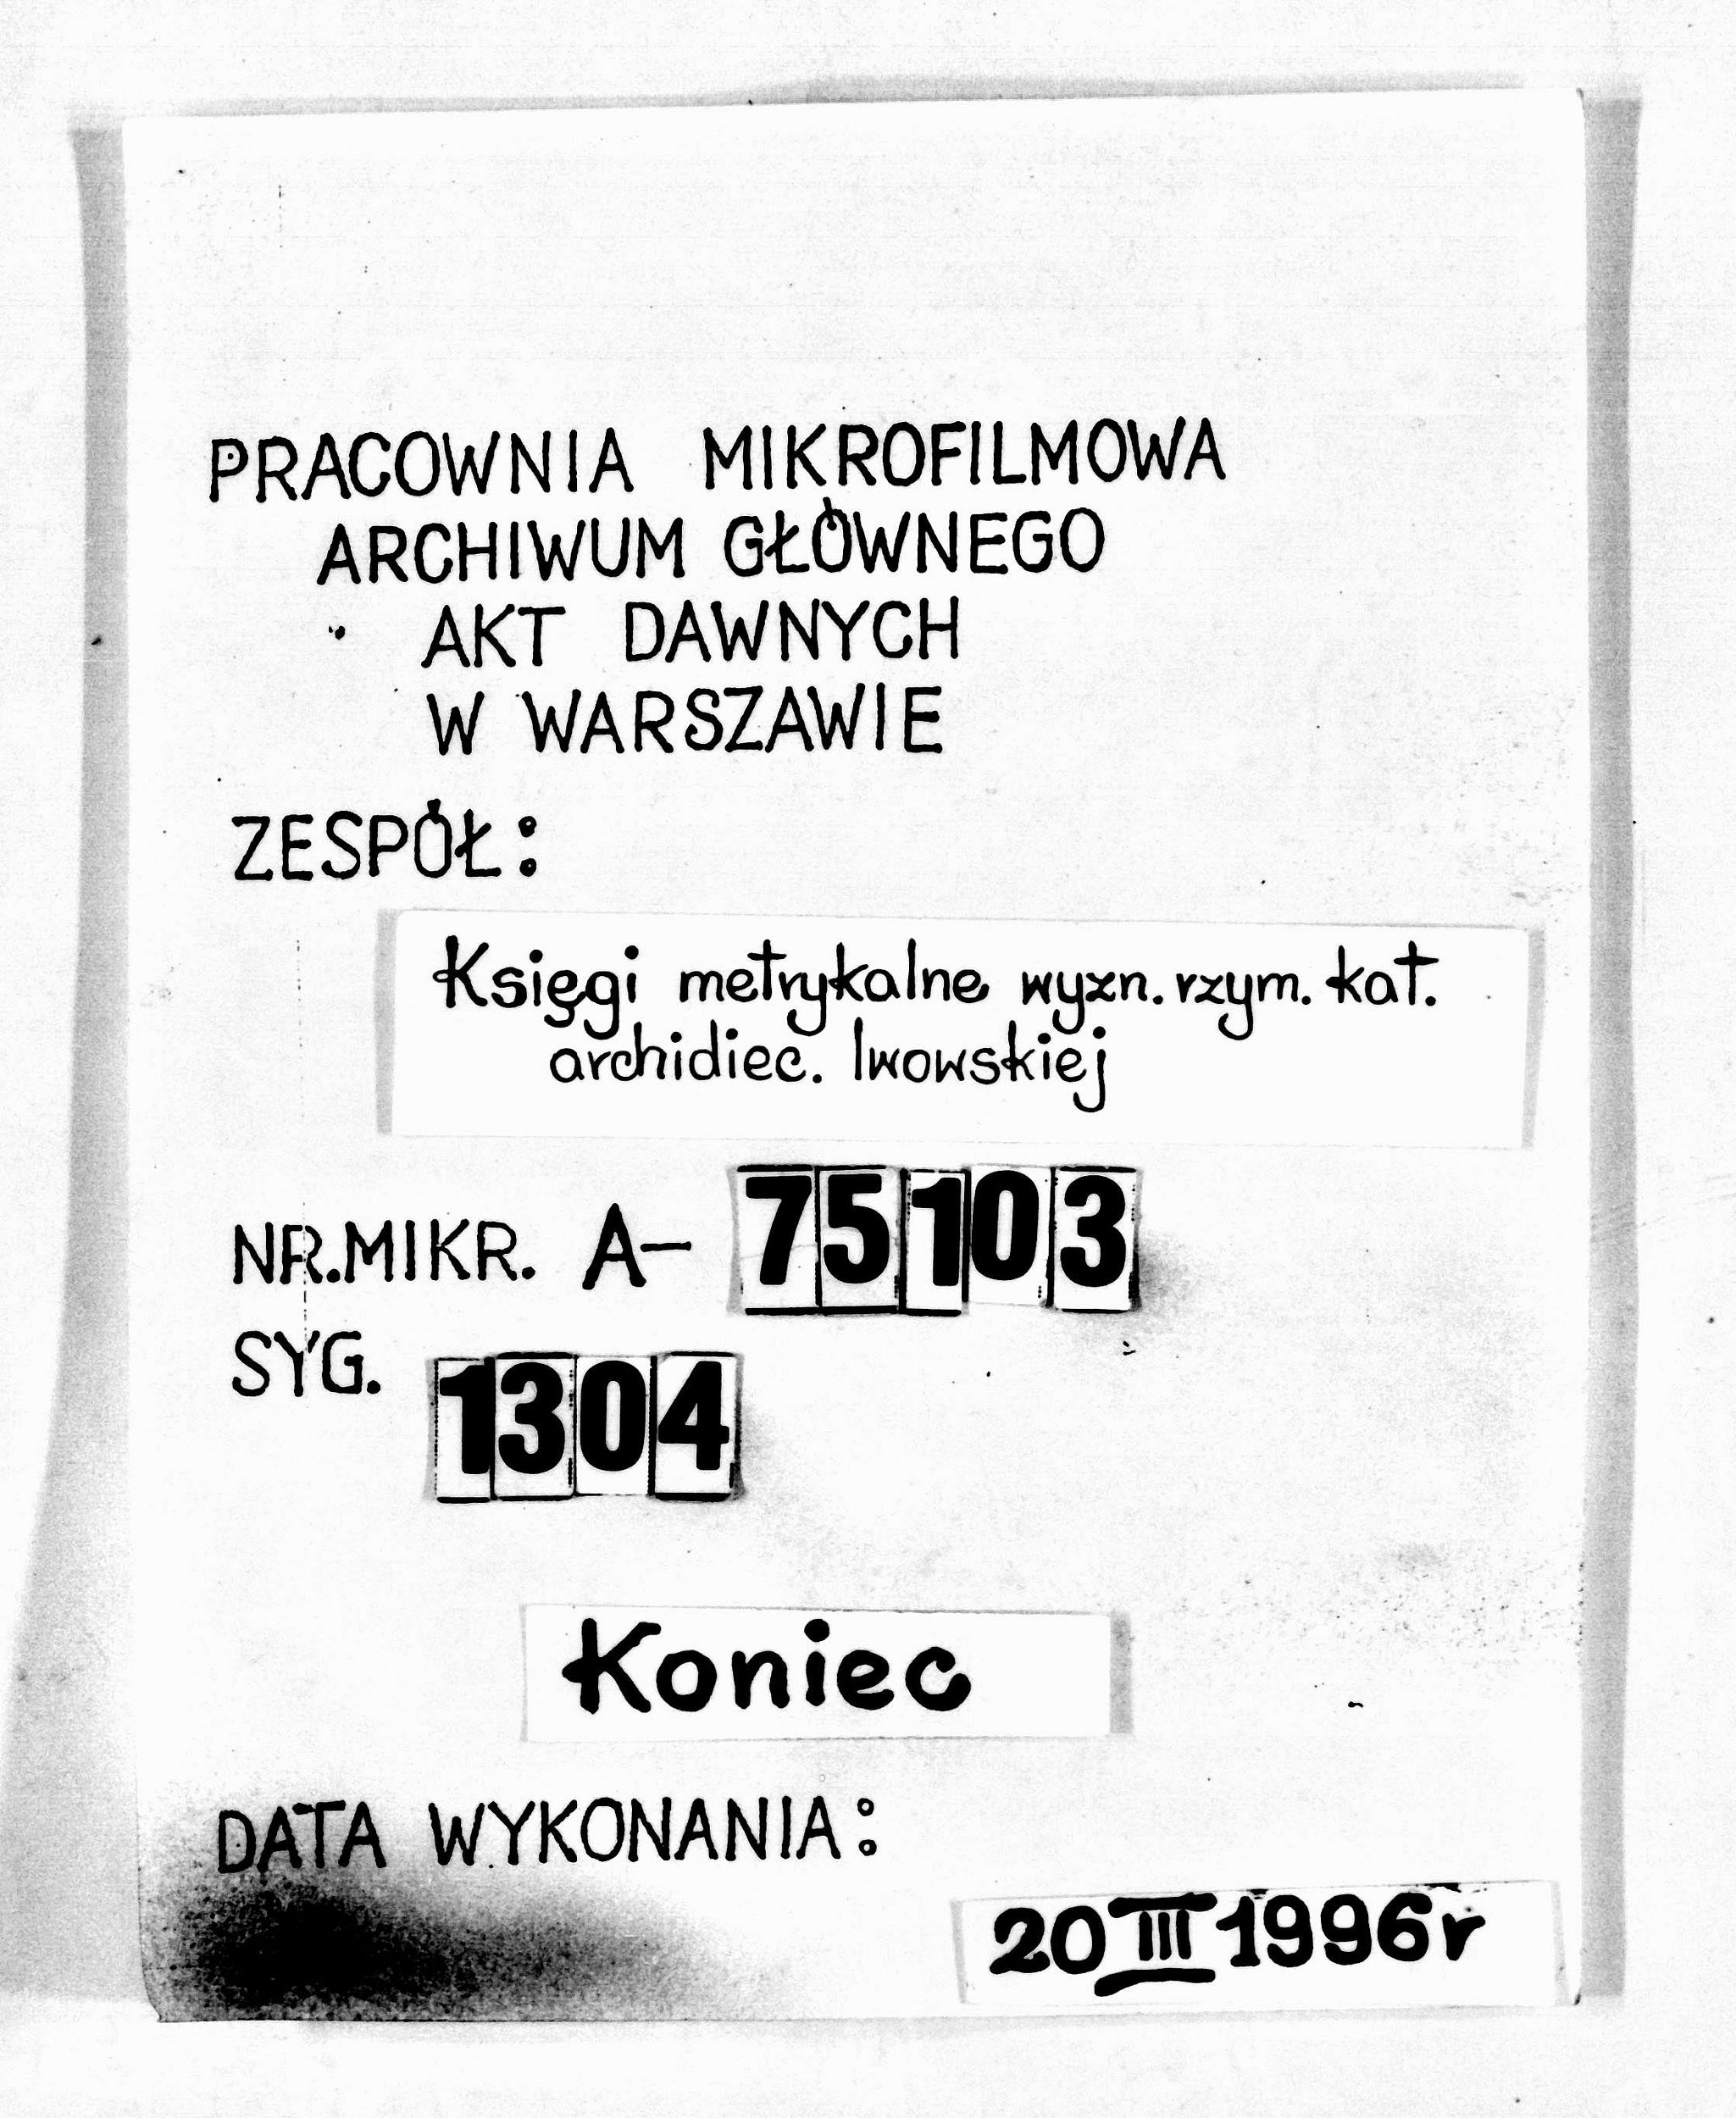 PRACOWNIA MIKROFILMOWA
ARCHIWUM GŁÓWNEGO
AKT DAWNYCH
W WARSZAWIE
ZESPÓŁ:
Księgi metrykalne wyzn. rzym. kat.
archidiec. lwowskiej
NR. MIKR. A- 75103
SYG. 1304
Koniec
DATA WYKONANIA:
20 III 1996r